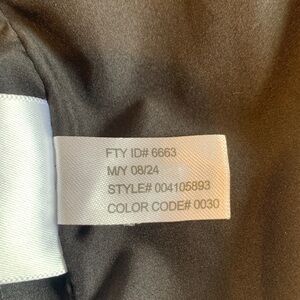 FTY ID# 6663
M/Y 08/24
STYLE# 004105893
COLOR CODE# 0030